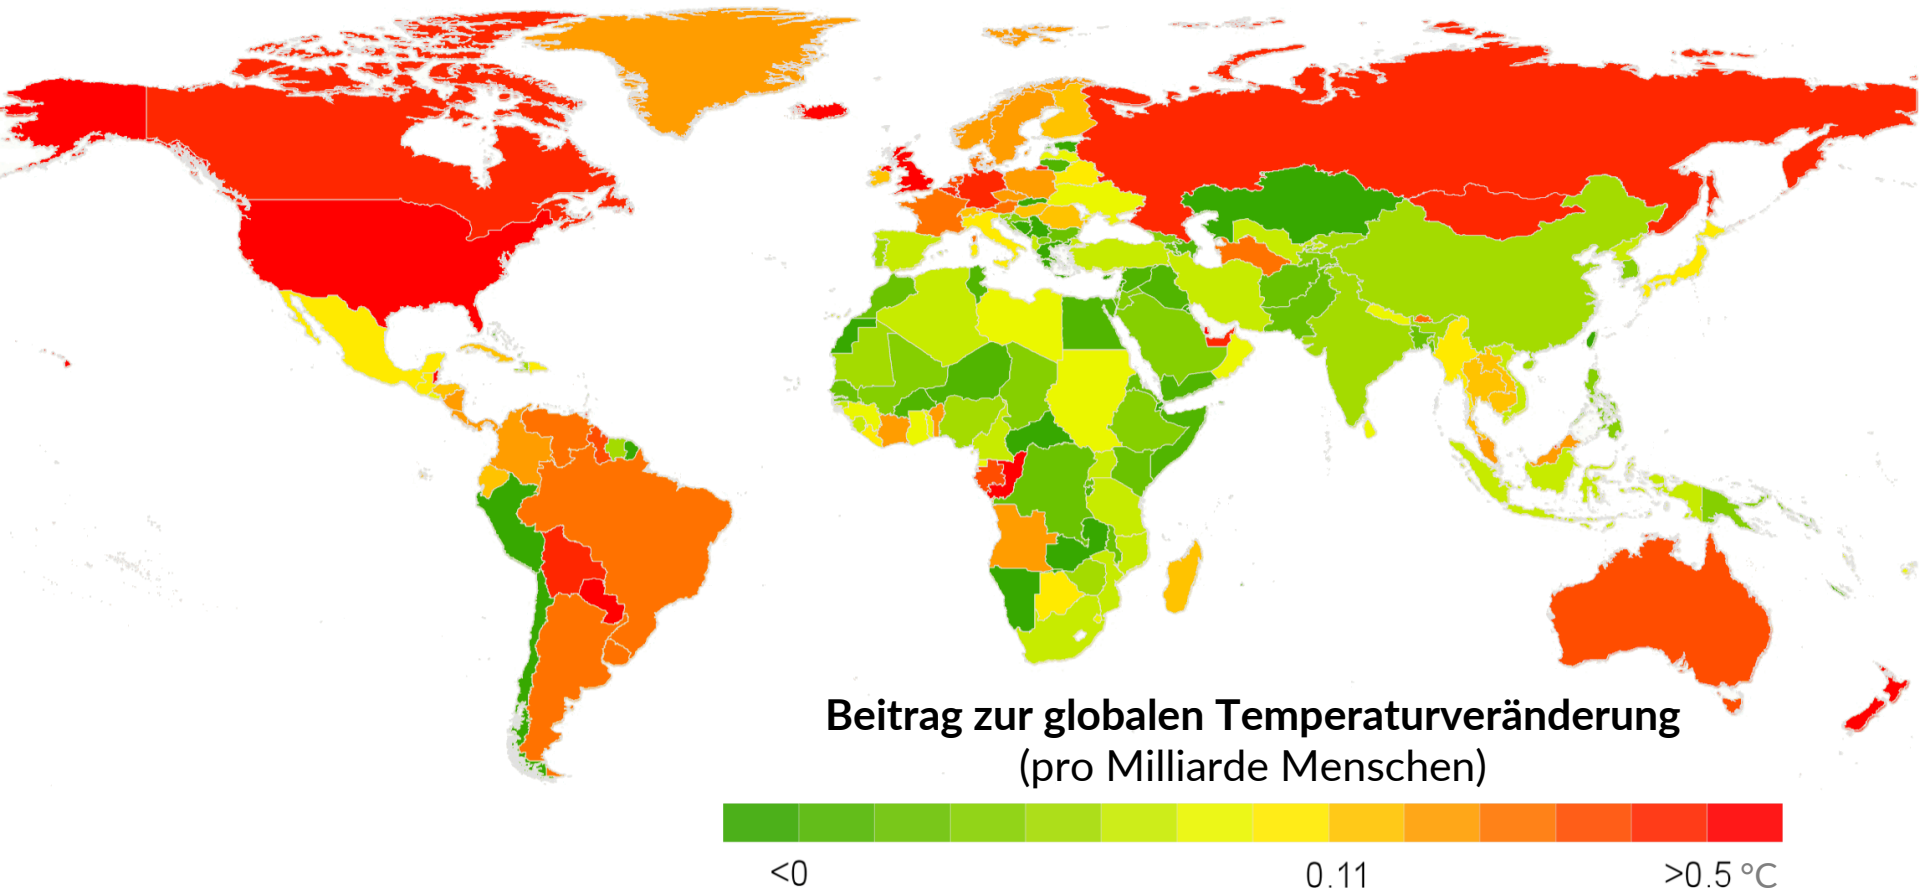 Beitrag zur globalen Temperaturveränderung
(pro Milliarde Menschen)
<0 0.11 >0.5 °C